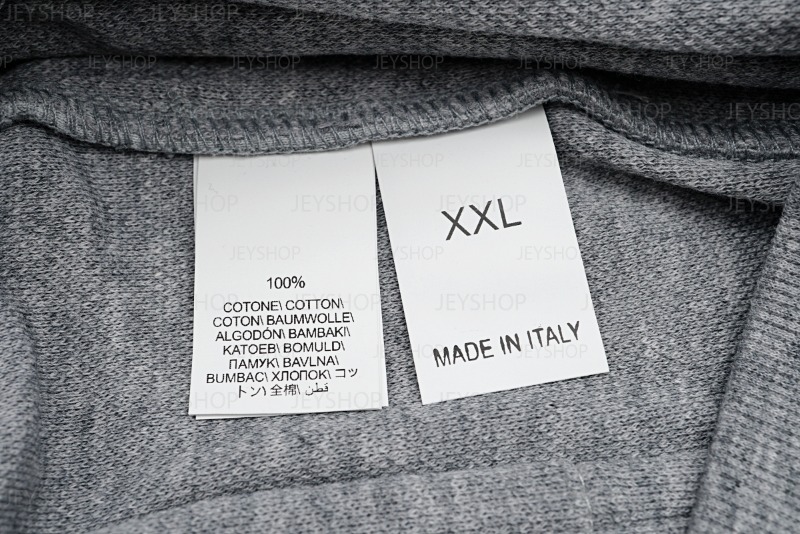 100%
COTONE\ COTTON\
COTON\ BAUMWOLLE\
ALGODÓN\ BAMBAKI\
KATOEB\ BOMULD\
ПАМУК\ BAVLNA\
BUMBAC\ ХЛОПОК\ コッ
トン\ 全棉\ قطن
XXL
MADE IN ITALY
JEYSHOP